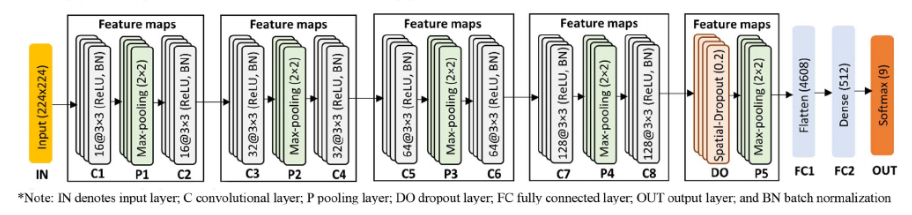 Feature maps Feature maps Feature maps Feature maps Feature maps
Input (224x224)
16@3×3 (ReLU, BN)
Max-pooling (2×2)
16@3×3 (ReLU, BN)
32@3×3 (ReLU, BN)
Max-pooling (2×2)
32@3×3 (ReLU, BN)
64@3×3 (ReLU, BN)
Max-pooling (2×2)
64@3×3 (ReLU, BN)
128@3×3 (ReLU, BN)
Max-pooling (2×2)
128@3×3 (ReLU, BN)
Spatial-Dropout (0.2)
Max-pooling (2×2)
Flatten (4608)
Dense (512)
Softmax (9)
IN C1 P1 C2 C3 P2 C4 C5 P3 C6 C7 P4 C8 DO P5 FC1 FC2 OUT
*Note: IN denotes input layer; C convolutional layer; P pooling layer; DO dropout layer; FC fully connected layer; OUT output layer; and BN batch normalization